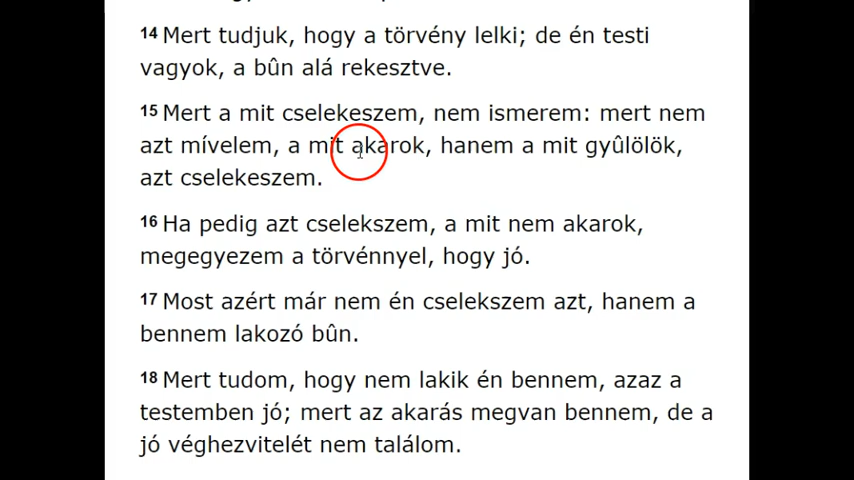 14 Mert tudjuk, hogy a törvény lelki; de én testi
vagyok, a bûn alá rekesztve.
15 Mert a mit cselekeszem, nem ismerem: mert nem
azt mívelem, a mit akarok, hanem a mit gyûlölök,
azt cselekeszem.
16 Ha pedig azt cselekszem, a mit nem akarok,
megegyezem a törvénnyel, hogy jó.
17 Most azért már nem én cselekszem azt, hanem a
bennem lakozó bûn.
18 Mert tudom, hogy nem lakik én bennem, azaz a
testemben jó; mert az akarás megvan bennem, de a
jó véghezvitelét nem találom.